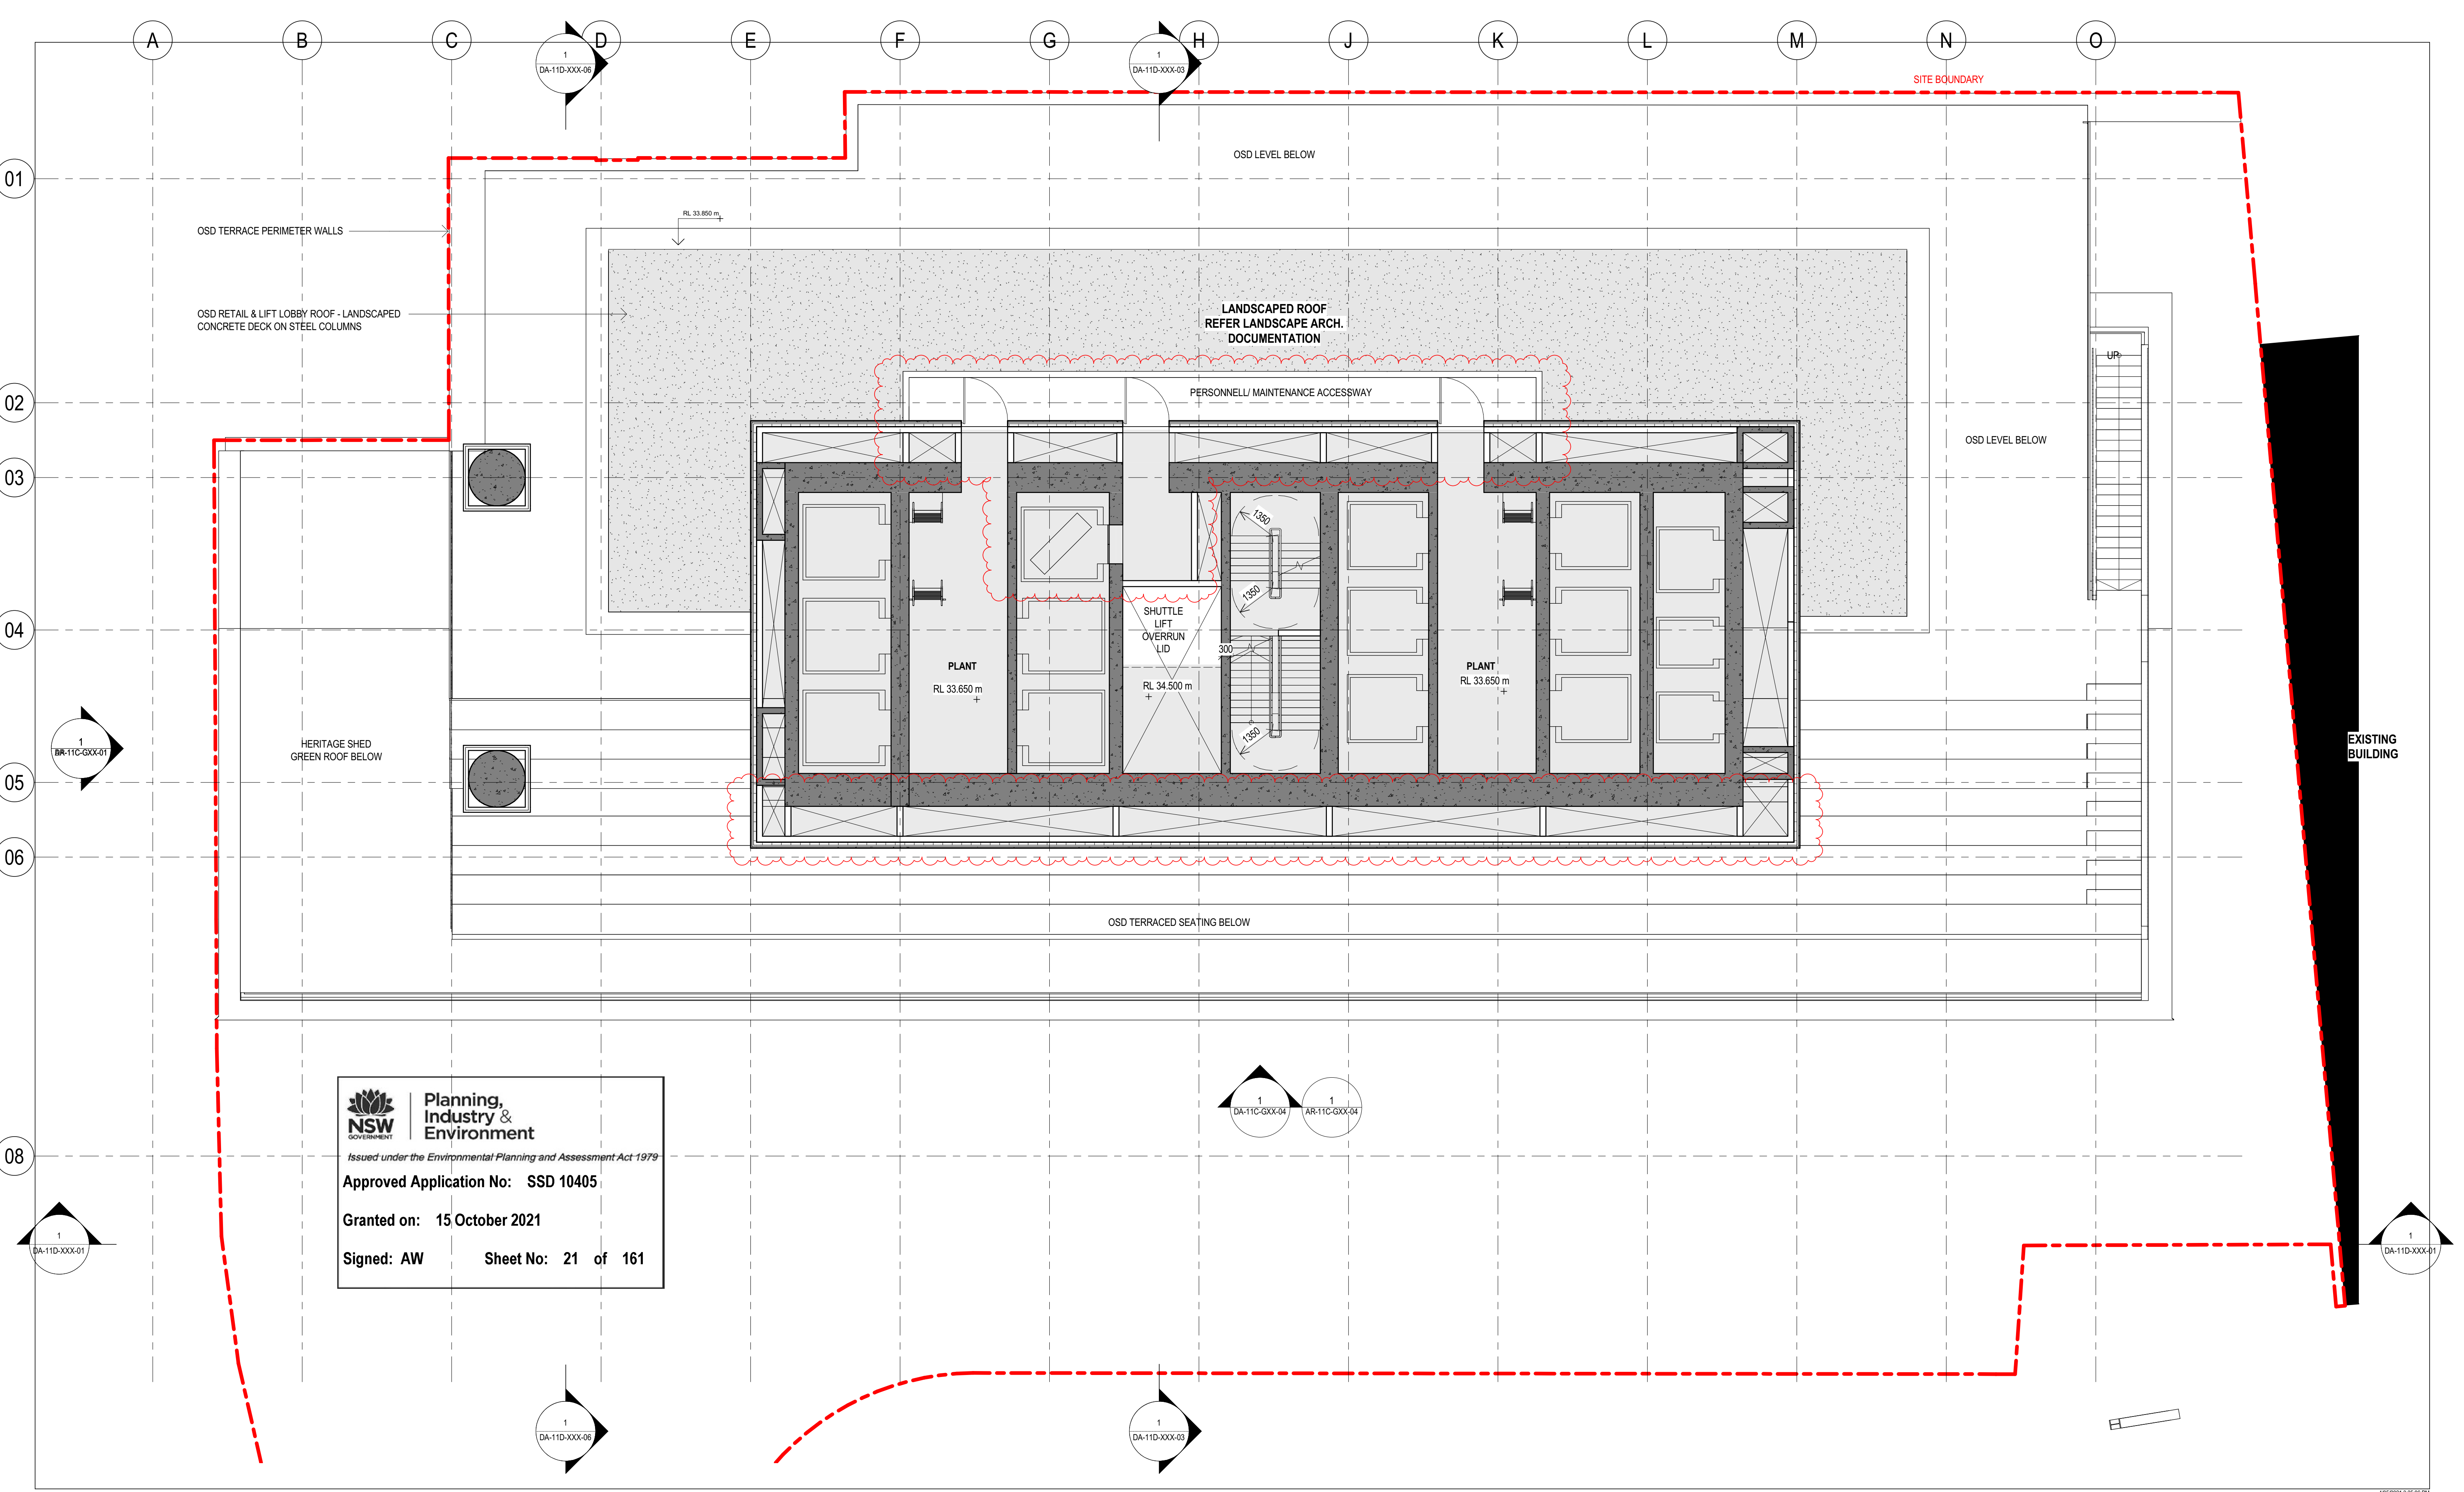 A
B
C
D
E
F
G
H
J
K
L
M
N
O
1
DA-11D-XXX-06
1
DA-11D-XXX-03
SITE BOUNDARY
01
02
03
04
05
06
08
OSD LEVEL BELOW
RL 33.850 m
OSD TERRACE PERIMETER WALLS
OSD RETAIL & LIFT LOBBY ROOF - LANDSCAPED
CONCRETE DECK ON STEEL COLUMNS
LANDSCAPED ROOF
REFER LANDSCAPE ARCH.
DOCUMENTATION
UP
PERSONNELL/ MAINTENANCE ACCESSWAY
OSD LEVEL BELOW
1350
1350
SHUTTLE
LIFT
OVERRUN
LID
300
PLANT
RL 33.650 m
RL 34.500 m
PLANT
RL 33.650 m
1350
1
DA-11C-GXX-01
HERITAGE SHED
GREEN ROOF BELOW
EXISTING
BUILDING
OSD TERRACED SEATING BELOW
1
DA-11C-GXX-04
1
AR-11C-GXX-04
NSW
GOVERNMENT
Planning,
Industry &
Environment
Issued under the Environmental Planning and Assessment Act 1979
Approved Application No: SSD 10405
Granted on: 15 October 2021
Signed: AW Sheet No: 21 of 161
1
DA-11D-XXX-01
1
DA-11D-XXX-01
1
DA-11D-XXX-06
1
DA-11D-XXX-03